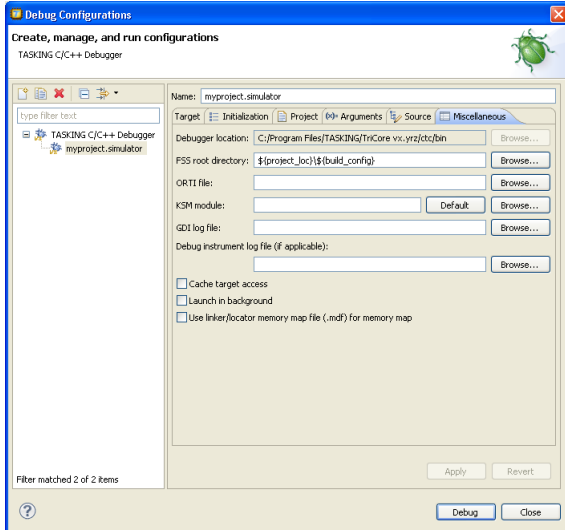 Debug Configurations
Create, manage, and run configurations
TASKING C/C++ Debugger
type filter text
TASKING C/C++ Debugger
myproject.simulator
Filter matched 2 of 2 items
Name: myproject.simulator
Target Initialization Project Arguments Source Miscellaneous
Debugger location: C:/Program Files/TASKING/TriCore vx.yrz/ctc/bin Browse...
FSS root directory: ${project_loc}\${build_config} Browse...
ORTI file: Browse...
KSM module: Default Browse...
GDI log file: Browse...
Debug instrument log file (if applicable):
Browse...
Cache target access
Launch in background
Use linker/locator memory map file (.mdf) for memory map
Apply Revert
? Debug Close